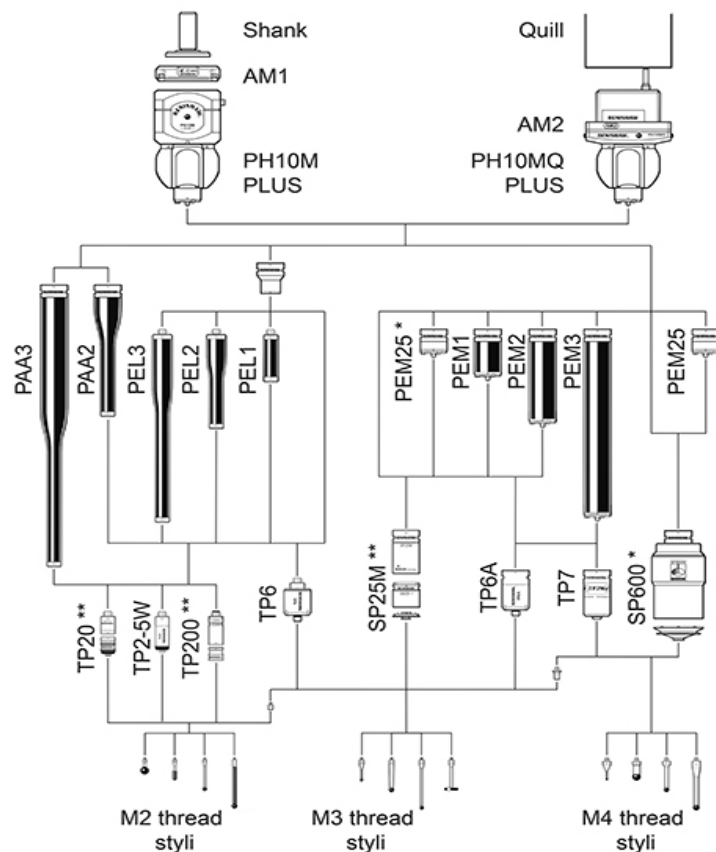 Shank
Quill
AM1
AM2
PH10M
PLUS
PH10MQ
PLUS
PAA3
PAA2
PEL3
PEL2
PEL1
PEM25 *
PEM1
PEM2
PEM3
PEM25
TP20 **
TP2-5W
TP200 **
TP6
SP25M **
TP6A
TP7
SP600 *
M2 thread
styli
M3 thread
styli
M4 thread
styli